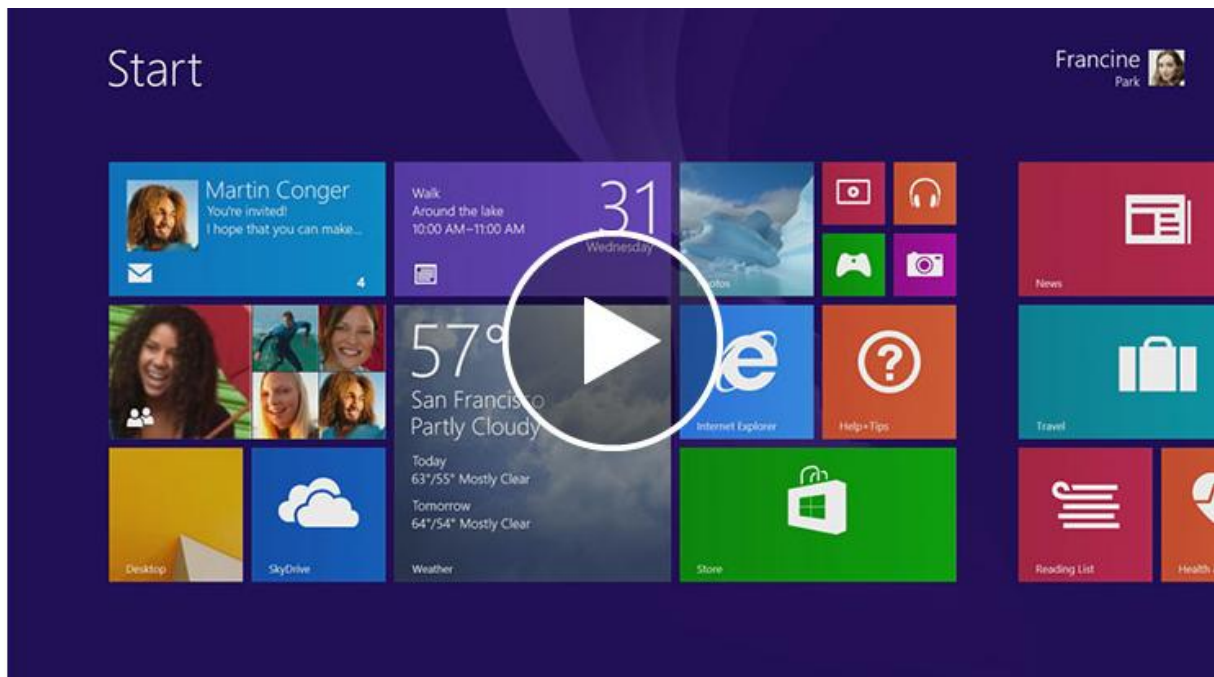 Start
Francine
Park
Martin Conger
You're invited!
I hope that you can make...
4
Walk
Around the lake
10:00 AM–11:00 AM
31
Wednesday
Photos
News
57°
San Francisco
Partly Cloudy
Today
63°/55° Mostly Clear
Tomorrow
64°/54° Mostly Clear
Weather
Internet Explorer
Help+Tips
Travel
Desktop
SkyDrive
Store
Reading List
Health